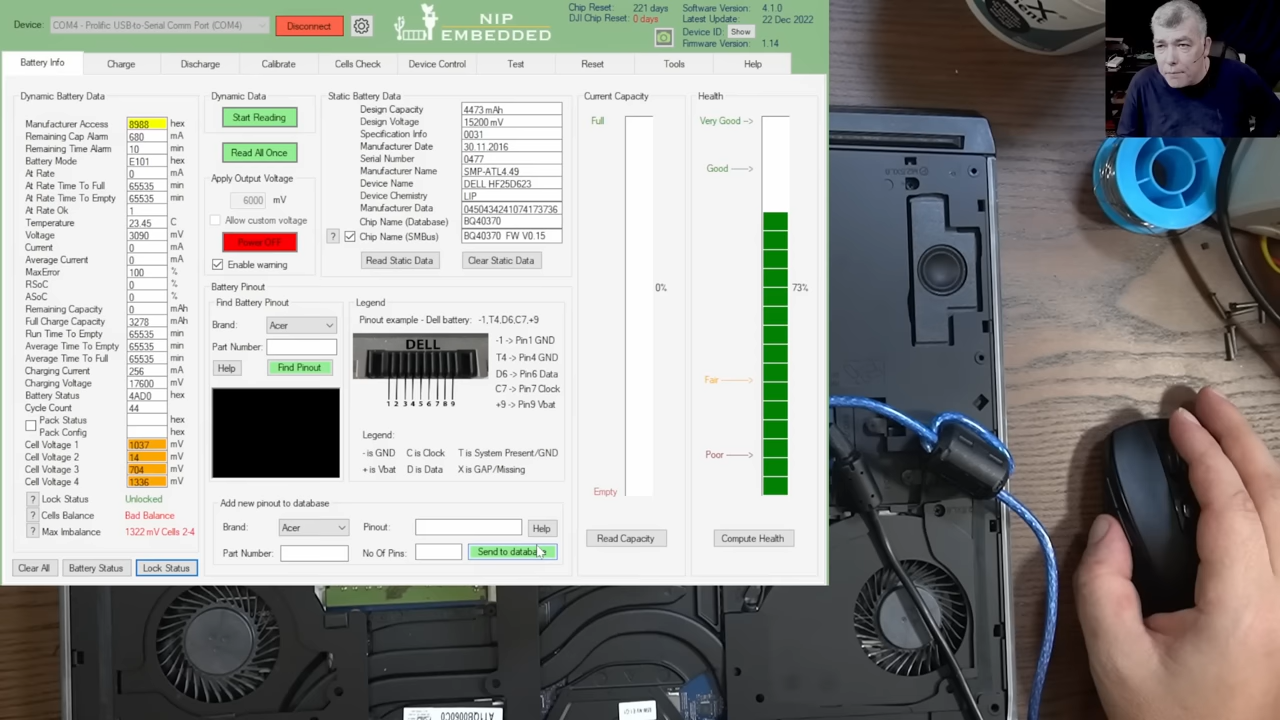 Device: COM4 - Prolific USB-to-Serial Comm Port (COM4) Disconnect
NIP EMBEDDED
Chip Reset: 221 days
DJI Chip Reset: 0 days
Software Version: 4.1.0
Latest Update: 22 Dec 2022
Device ID: Show
Firmware Version: 1.14
Battery Info Charge Discharge Calibrate Cells Check Device Control Test Reset Tools Help
Dynamic Battery Data
Manufacturer Access 8988 hex
Remaining Cap Alarm 680 mA
Remaining Time Alarm 10 min
Battery Mode E101 hex
At Rate 0 mA
At Rate Time To Full 65535 min
At Rate Time To Empty 65535 min
At Rate Ok 1
Temperature 23.45 C
Voltage 3090 mV
Current 0 mA
Average Current 0 mA
MaxError 100 %
RSoC 0 %
ASoC 0 %
Remaining Capacity 0 mAh
Full Charge Capacity 3278 mAh
Run Time To Empty 65535 min
Average Time To Empty 65535 min
Average Time To Full 65535 min
Charging Current 256 mA
Charging Voltage 17600 mV
Battery Status 4AD0 hex
Cycle Count 44
Pack Status hex
Pack Config hex
Cell Voltage 1 1037 mV
Cell Voltage 2 14 mV
Cell Voltage 3 704 mV
Cell Voltage 4 1336 mV
? Lock Status Unlocked
? Cells Balance Bad Balance
? Max Imbalance 1322 mV Cells 2-4
Clear All Battery Status Lock Status
Dynamic Data
Start Reading
Read All Once
Apply Output Voltage
6000 mV
Allow custom voltage
Power OFF
Enable warning
Static Battery Data
Design Capacity 4473 mAh
Design Voltage 15200 mV
Specification Info 0031
Manufacturer Date 30.11.2016
Serial Number 0477
Manufacturer Name SMP-ATL4.49
Device Name DELL HF25D623
Device Chemistry LIP
Manufacturer Data 0450434241074173736
Chip Name (Database) BQ40370
? Chip Name (SMBus) BQ40370 FW V0.15
Read Static Data Clear Static Data
Battery Pinout
Find Battery Pinout
Brand: Acer
Part Number:
Help Find Pinout
Legend
Pinout example - Dell battery: -1,T4,D6,C7,+9
DELL
1 2 3 4 5 6 7 8 9
-1 -> Pin1 GND
T4 -> Pin4 GND
D6 -> Pin6 Data
C7 -> Pin7 Clock
+9 -> Pin9 Vbat
Legend:
- is GND C is Clock T is System Present/GND
+ is Vbat D is Data X is GAP/Missing
Add new pinout to database
Brand: Acer Pinout: Help
Part Number: No Of Pins: Send to database
Current Capacity
Full
0%
Empty
Read Capacity
Health
Very Good -->
Good --->
73%
Fair --->
Poor --->
Compute Health